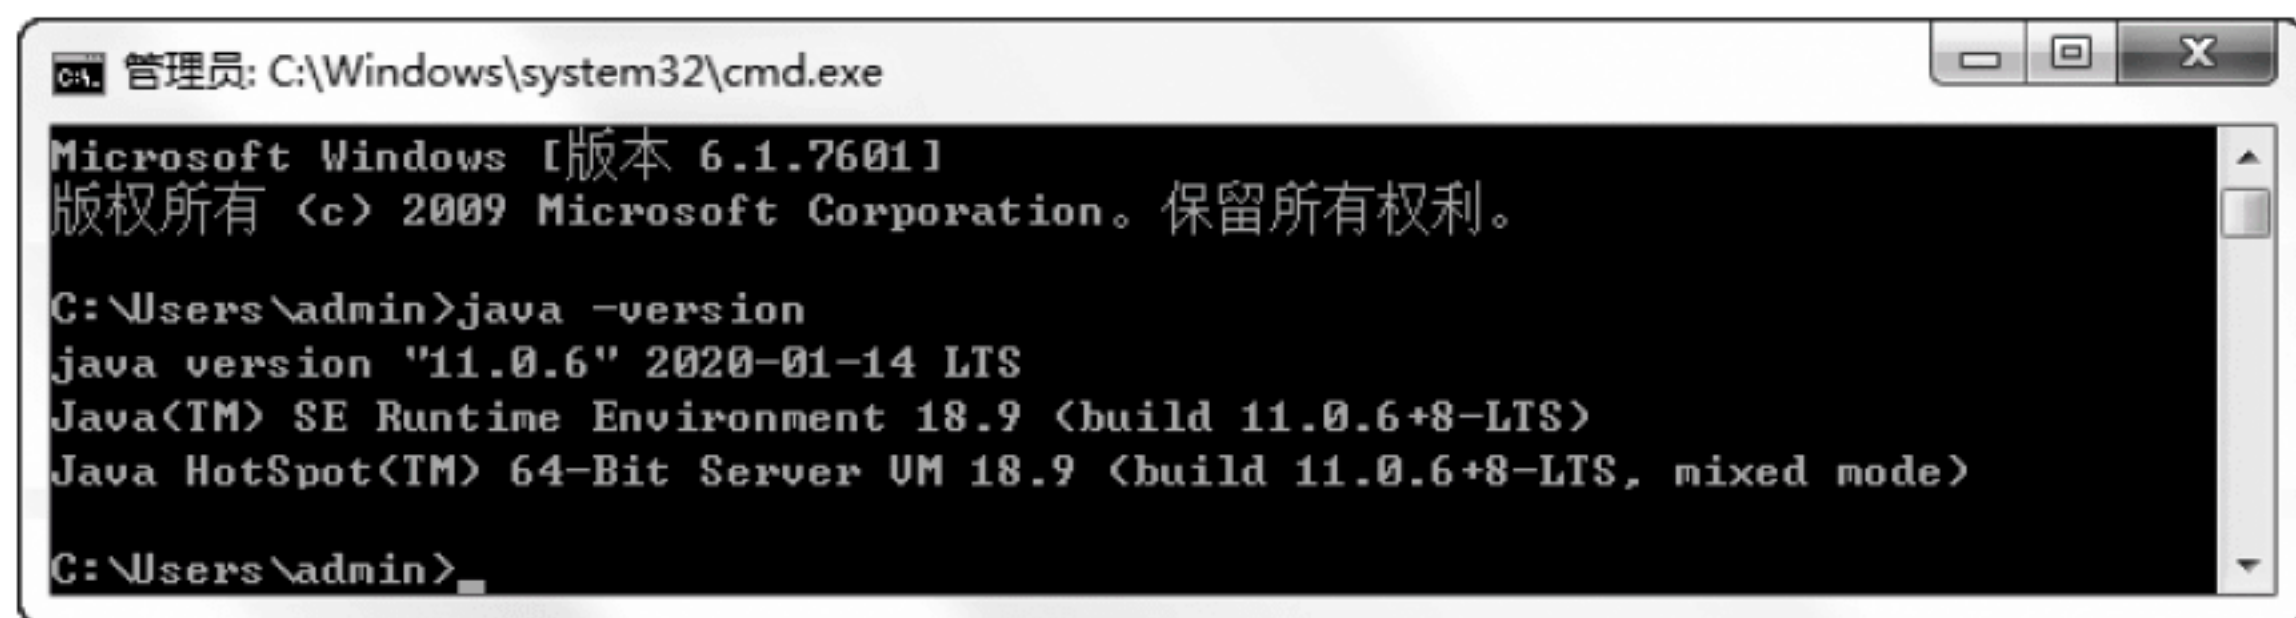 管理员: C:\Windows\system32\cmd.exe
Microsoft Windows [版本 6.1.7601]
版权所有 (c) 2009 Microsoft Corporation。保留所有权利。
C:\Users\admin>java -version
java version "11.0.6" 2020-01-14 LTS
Java(TM) SE Runtime Environment 18.9 (build 11.0.6+8-LTS)
Java HotSpot(TM) 64-Bit Server VM 18.9 (build 11.0.6+8-LTS, mixed mode)
C:\Users\admin>_